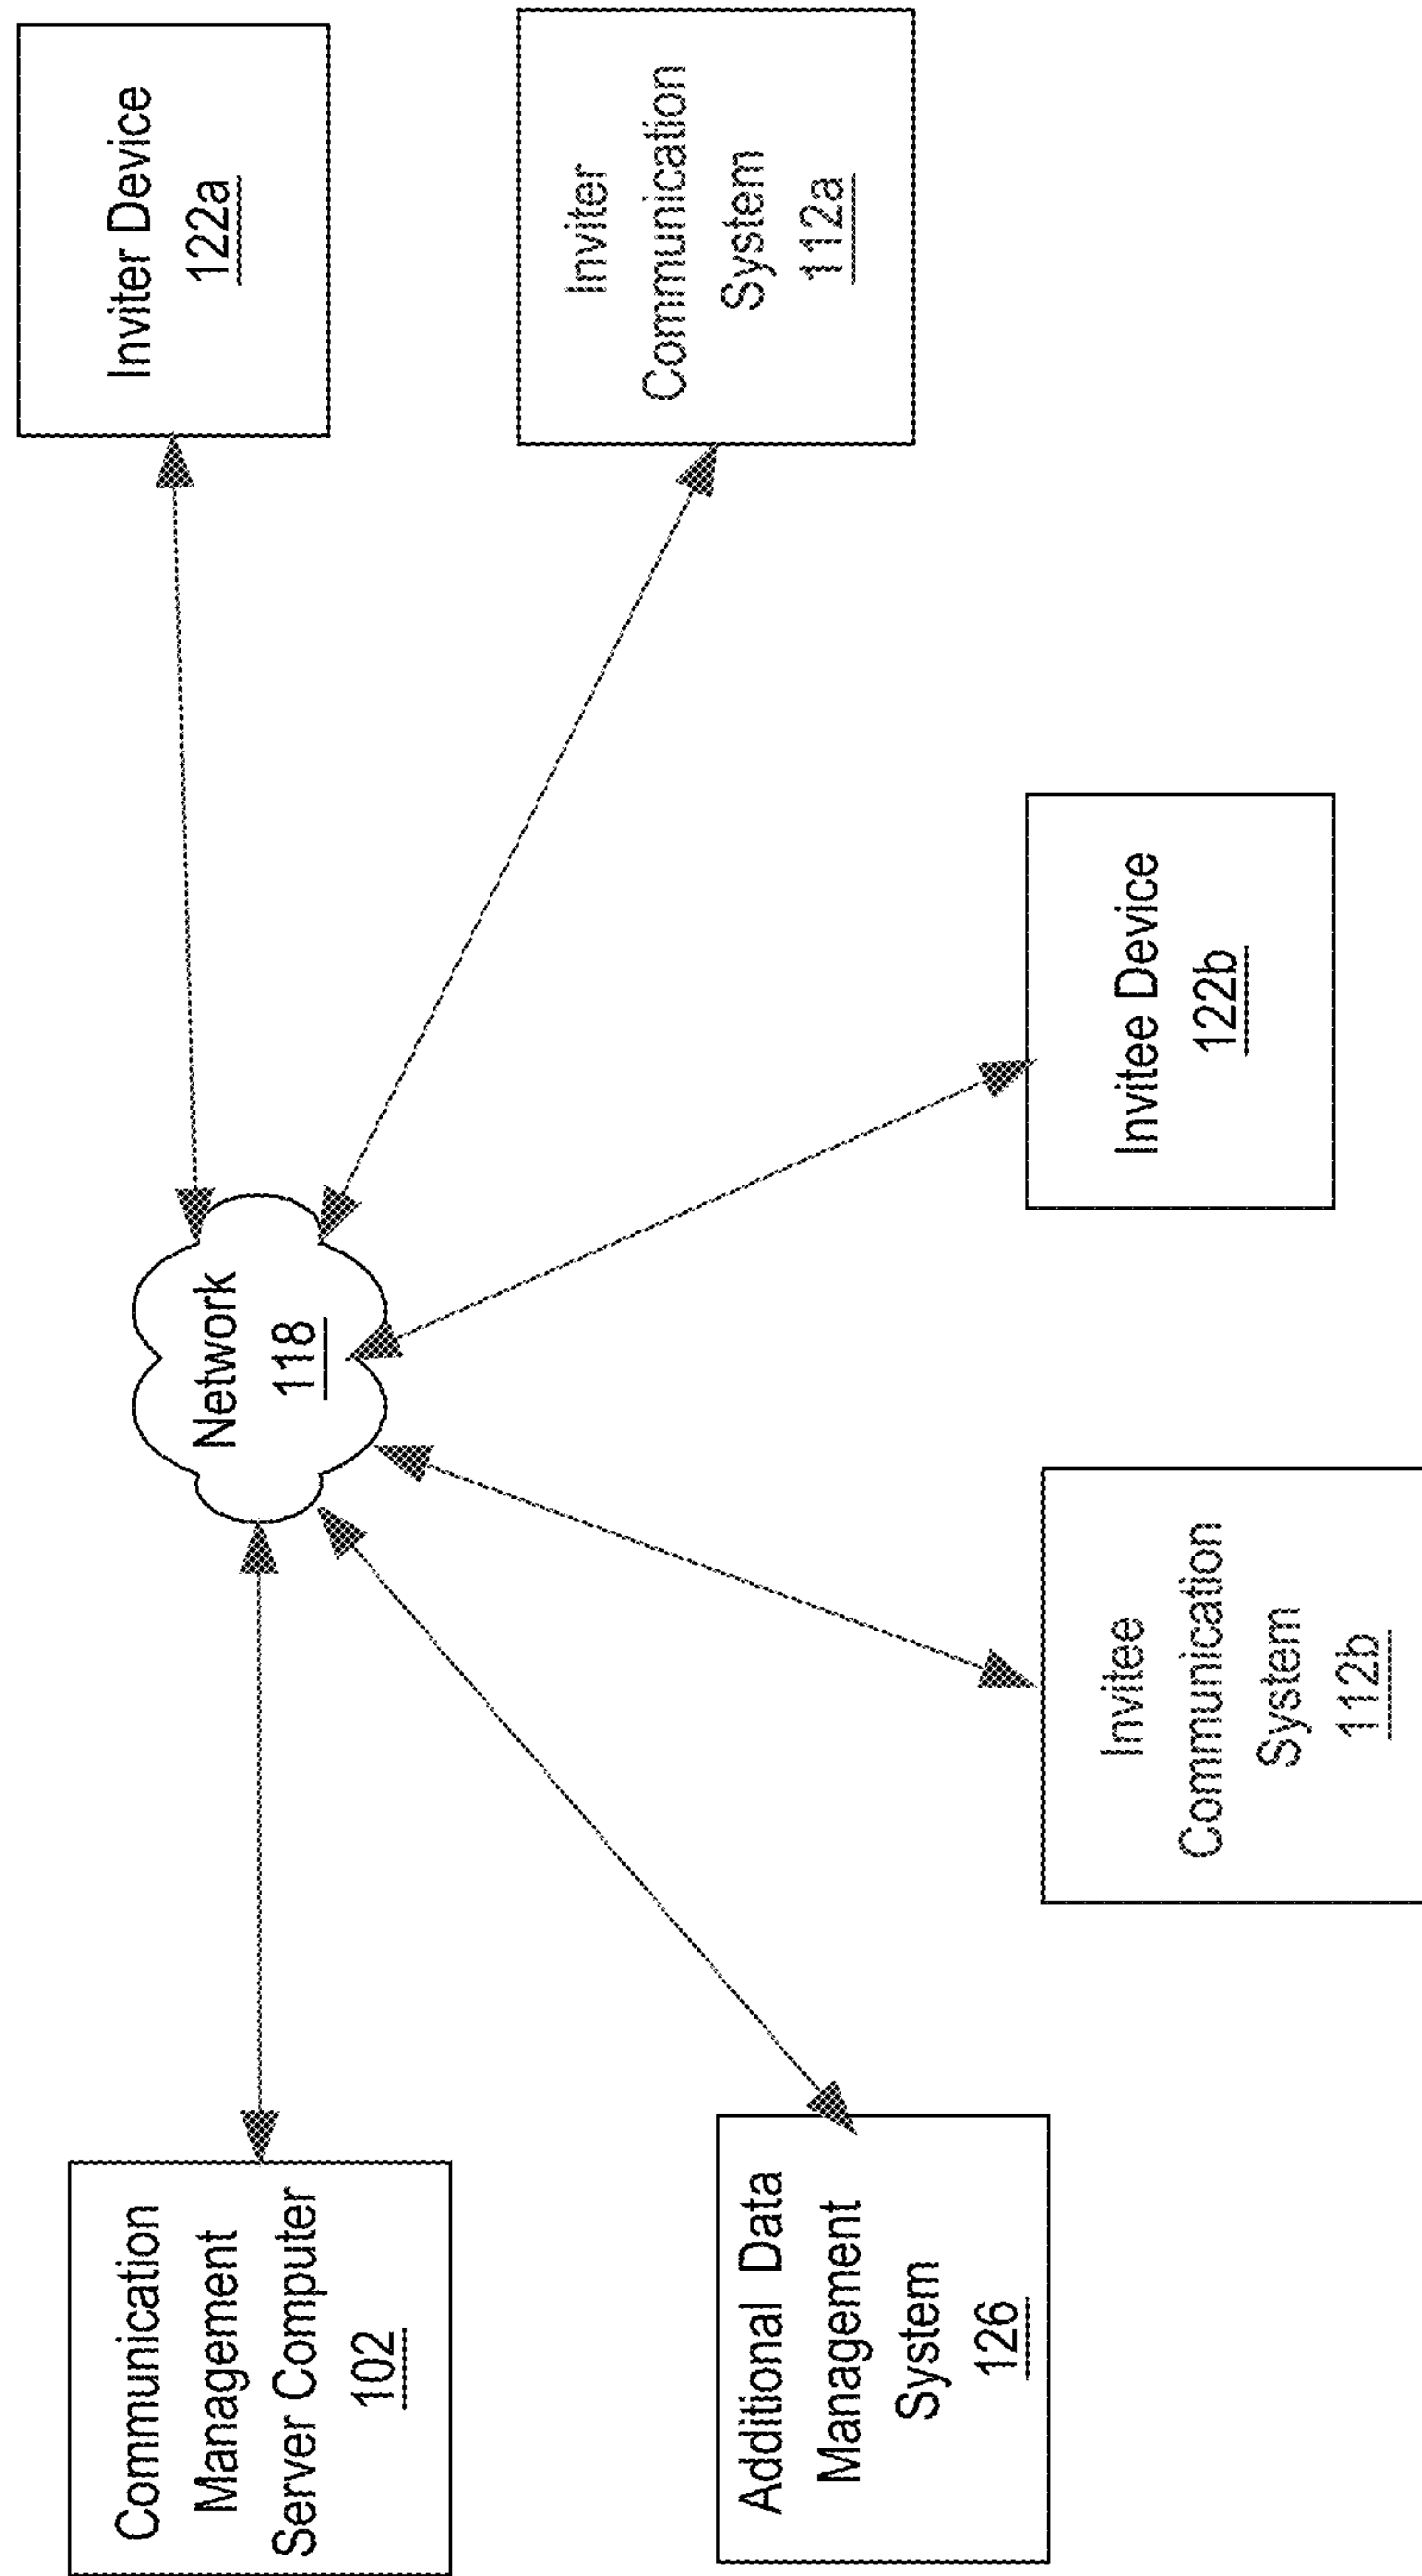 Communication
Management
Server Computer
102
Network
118
Inviter Device
122a
Inviter
Communication
System
112a
Additional Data
Management
System
126
Invitee
Communication
System
112b
Invitee Device
122b